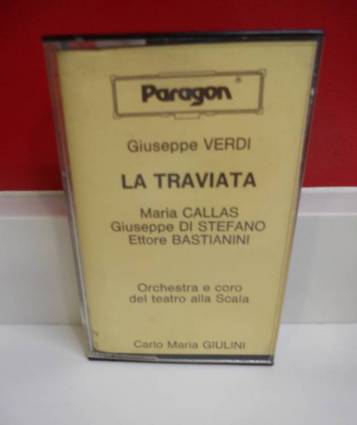 Paragon ®
Giuseppe VERDI
LA TRAVIATA
Maria CALLAS
Giuseppe DI STEFANO
Ettore BASTIANINI
Orchestra e coro
del teatro alla Scala
Carlo Maria GIULINI